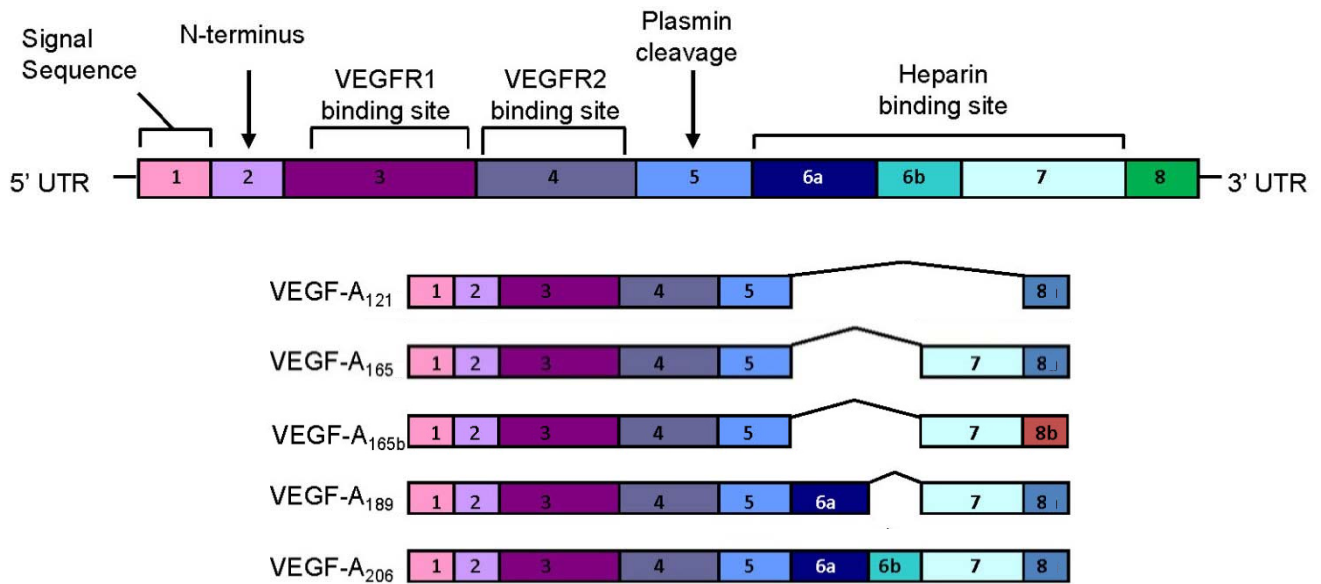 Signal
Sequence
N-terminus
VEGFR1
binding site
VEGFR2
binding site
Plasmin
cleavage
Heparin
binding site
5' UTR 1 2 3 4 5 6a 6b 7 8 3' UTR
VEGF-A121 1 2 3 4 5 8
VEGF-A165 1 2 3 4 5 7 8
VEGF-A165b 1 2 3 4 5 7 8b
VEGF-A189 1 2 3 4 5 6a 7 8
VEGF-A206 1 2 3 4 5 6a 6b 7 8